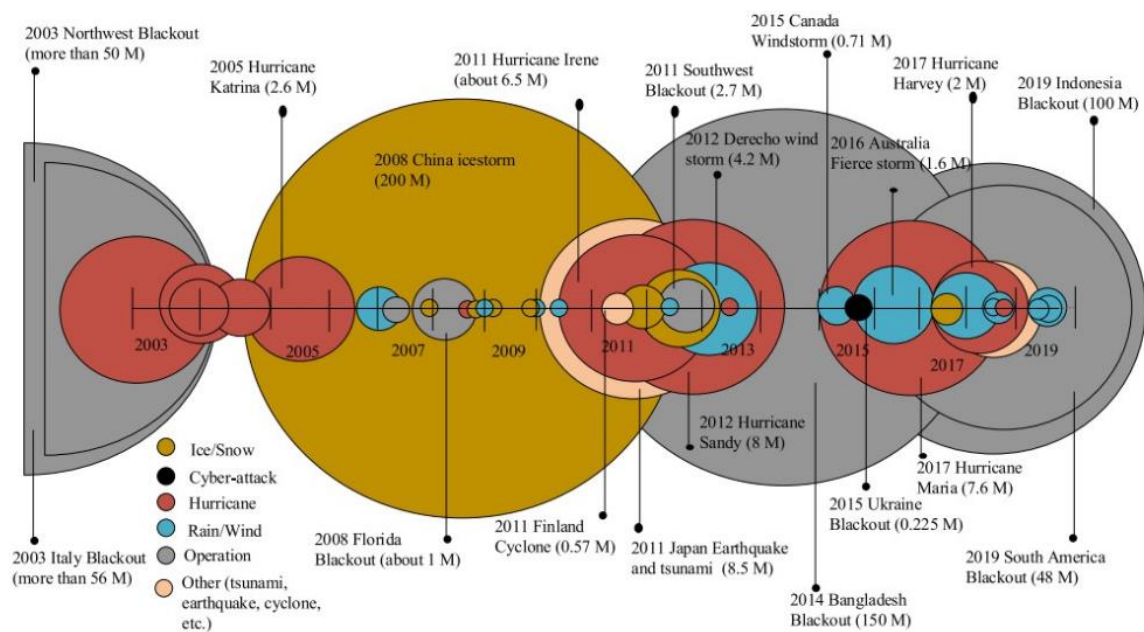 2003 Northwest Blackout
(more than 50 M)
2005 Hurricane
Katrina (2.6 M)
2008 China icestorm
(200 M)
2011 Hurricane Irene
(about 6.5 M)
2011 Southwest
Blackout (2.7 M)
2012 Derecho wind
storm (4.2 M)
2015 Canada
Windstorm (0.71 M)
2016 Australia
Fierce storm (1.6 M)
2017 Hurricane
Harvey (2 M)
2019 Indonesia
Blackout (100 M)
2003
2005
2007
2009
2011
2013
2015
2017
2019
2003 Italy Blackout
(more than 56 M)
Ice/Snow
Cyber-attack
Hurricane
Rain/Wind
Operation
Other (tsunami,
earthquake, cyclone,
etc.)
2008 Florida
Blackout (about 1 M)
2011 Finland
Cyclone (0.57 M)
2011 Japan Earthquake
and tsunami (8.5 M)
2012 Hurricane
Sandy (8 M)
2014 Bangladesh
Blackout (150 M)
2015 Ukraine
Blackout (0.225 M)
2017 Hurricane
Maria (7.6 M)
2019 South America
Blackout (48 M)